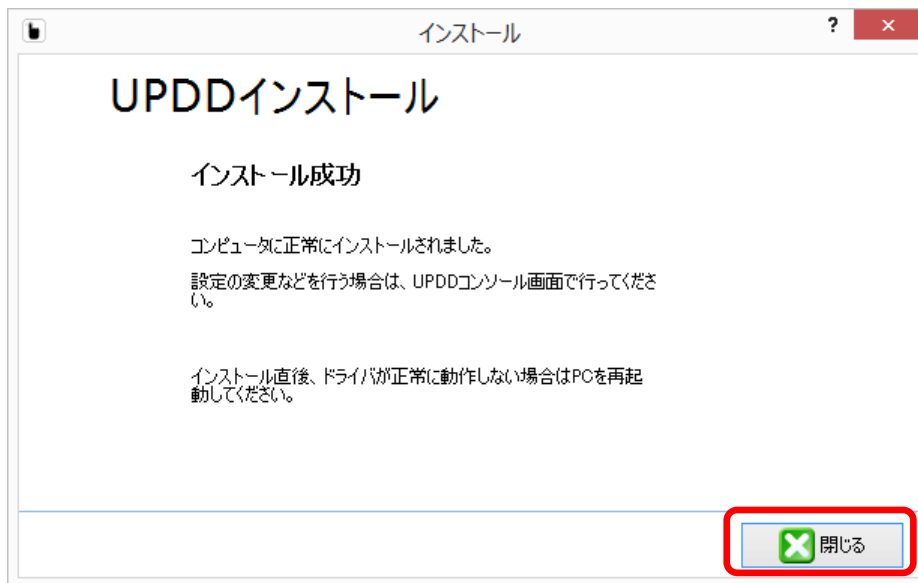 インストール
?
UPDDインストール
インストール成功
コンピュータに正常にインストールされました。
設定の変更などを行う場合は、UPDDコンソール画面で行ってくださ
い。
インストール直後、ドライバが正常に動作しない場合はPCを再起
動してください。
閉じる